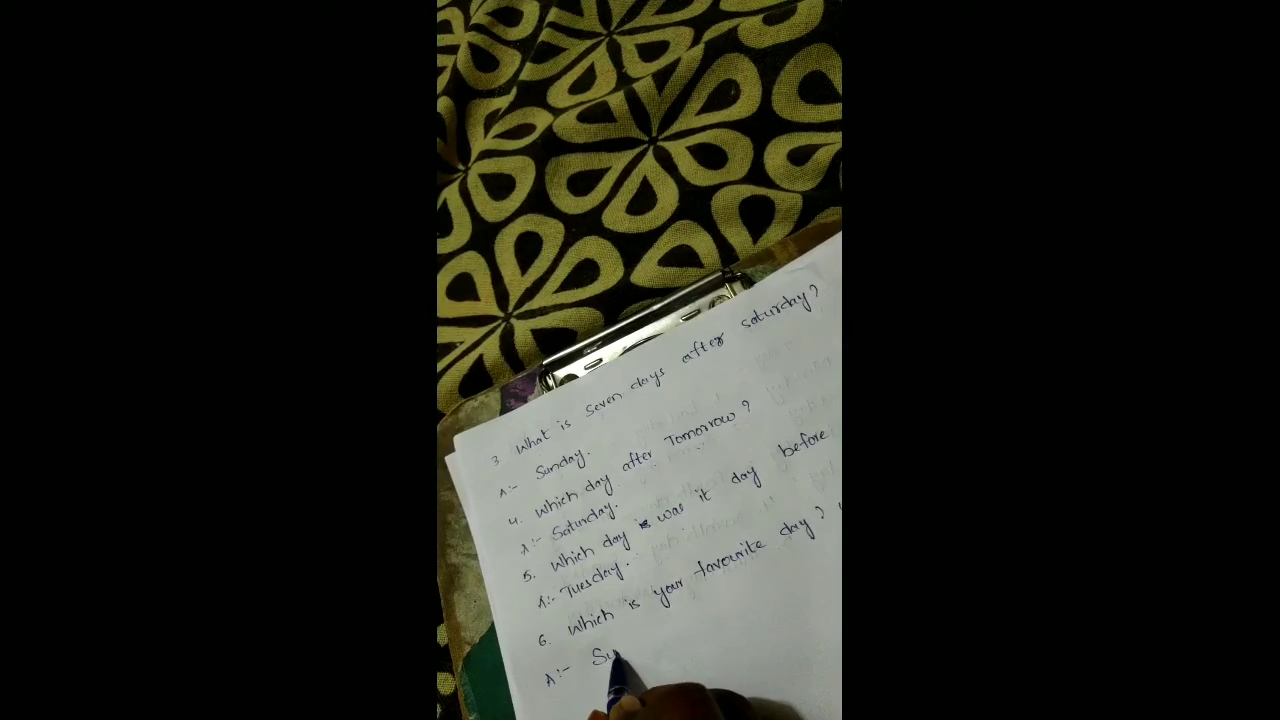 3. What is Seven days after saturday?
A:- Sunday.
4. Which day after Tomorrow?
A:- Saturday.
5. Which day was it day before
A:- Tuesday.
6. Which is your favourite day?
A:- Su